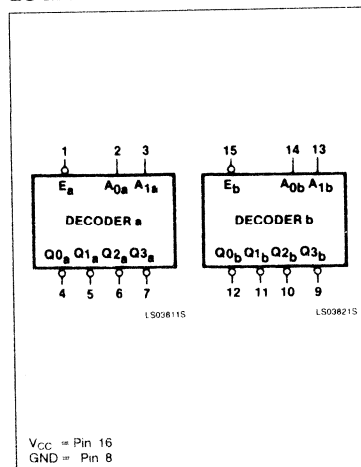 1 2 3 15 14 13
Ea A0a A1a Eb A0b A1b
DECODER a DECODER b
Q0a Q1a Q2a Q3a Q0b Q1b Q2b Q3b
4 5 6 7 12 11 10 9
LS03811S LS03821S
VCC = Pin 16
GND = Pin 8